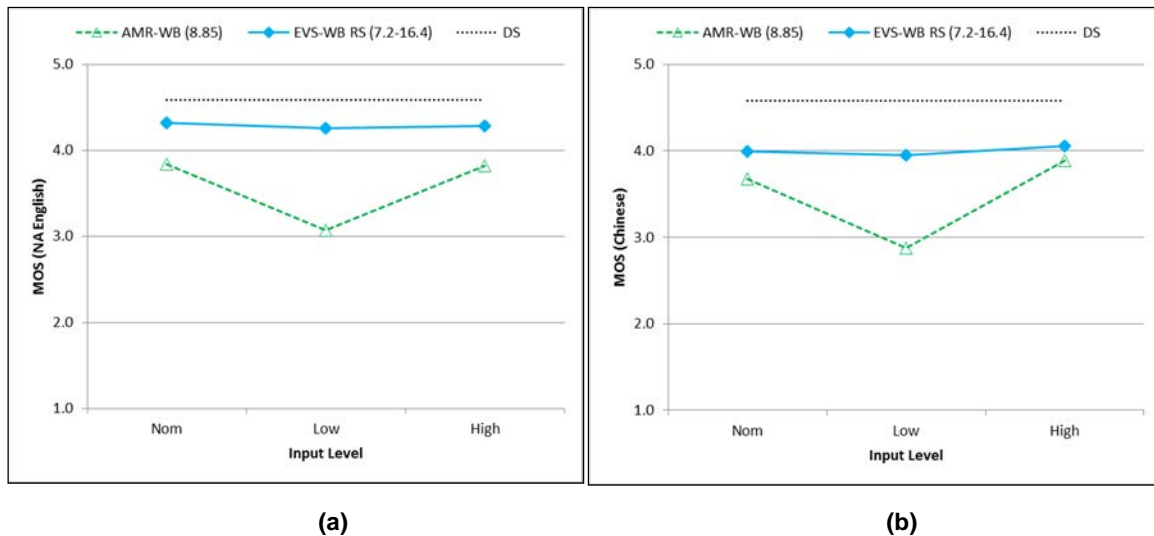 AMR-WB (8.85) EVS-WB RS (7.2-16.4) DS
5.0
4.0
3.0
2.0
1.0
MOS (NA English)
Nom Low High
Input Level
(a)
AMR-WB (8.85) EVS-WB RS (7.2-16.4) DS
5.0
4.0
3.0
2.0
1.0
MOS (Chinese)
Nom Low High
Input Level
(b)